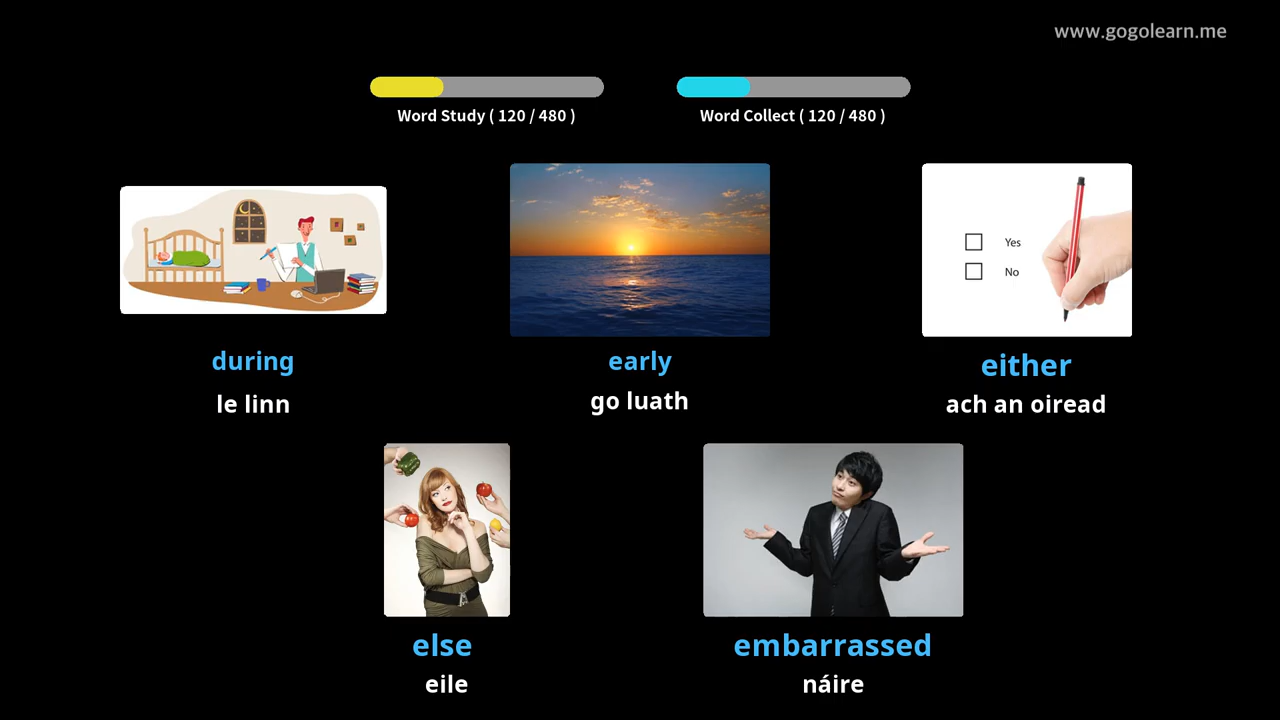 www.gogolearn.me
Word Study ( 120 / 480 )
Word Collect ( 120 / 480 )
Yes
No
during
early
either
le linn
go luath
ach an oiread
else
embarrassed
eile
náire